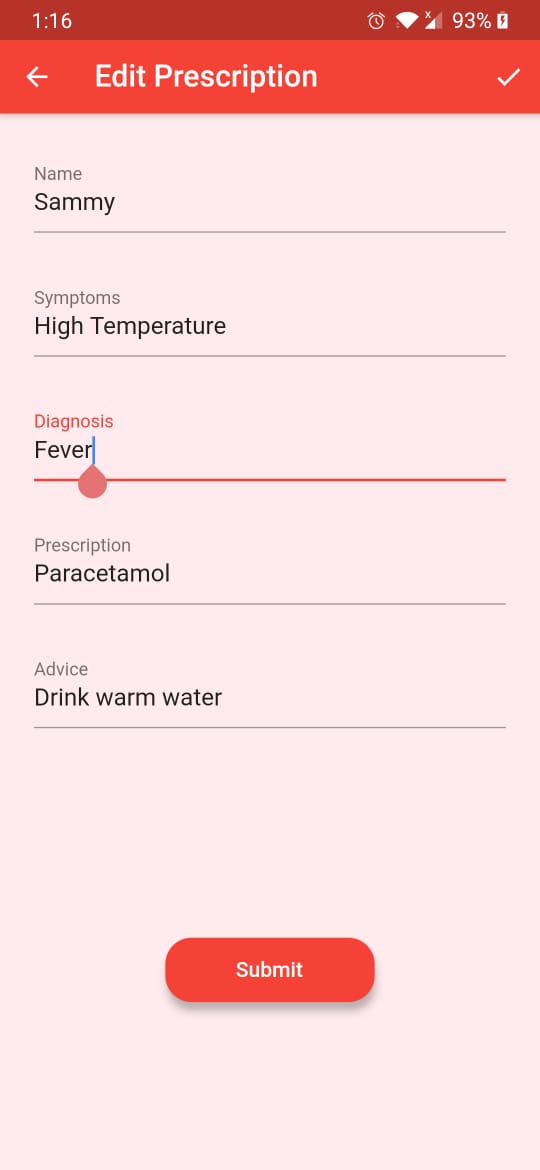 1:16
x
93%
Edit Prescription
Name
Sammy
Symptoms
High Temperature
Diagnosis
Fever
Prescription
Paracetamol
Advice
Drink warm water
Submit